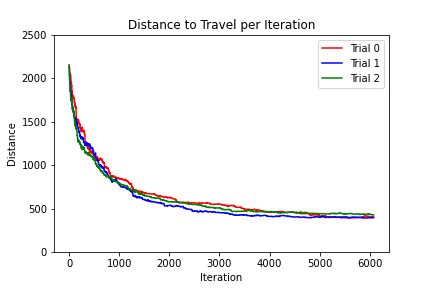 Distance to Travel per Iteration
Distance
2500
2000
1500
1000
500
0
0 1000 2000 3000 4000 5000 6000
Iteration
Trial 0
Trial 1
Trial 2